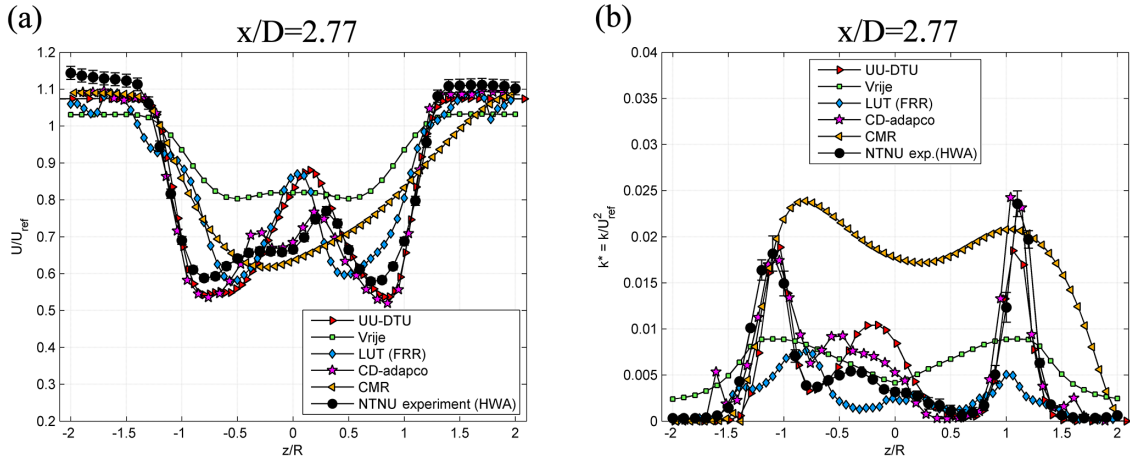 (a)
x/D=2.77
1.2
1.1
1
0.9
0.8
0.7
0.6
0.5
0.4
0.3
0.2
U/Uref
-2
-1.5
-1
-0.5
0
0.5
1
1.5
2
z/R
UU-DTU
Vrije
LUT (FRR)
CD-adapco
CMR
NTNU experiment (HWA)
(b)
x/D=2.77
0.04
0.035
0.03
0.025
0.02
0.015
0.01
0.005
0
k* = k/U²ref
-2
-1.5
-1
-0.5
0
0.5
1
1.5
2
z/R
UU-DTU
Vrije
LUT (FRR)
CD-adapco
CMR
NTNU exp.(HWA)